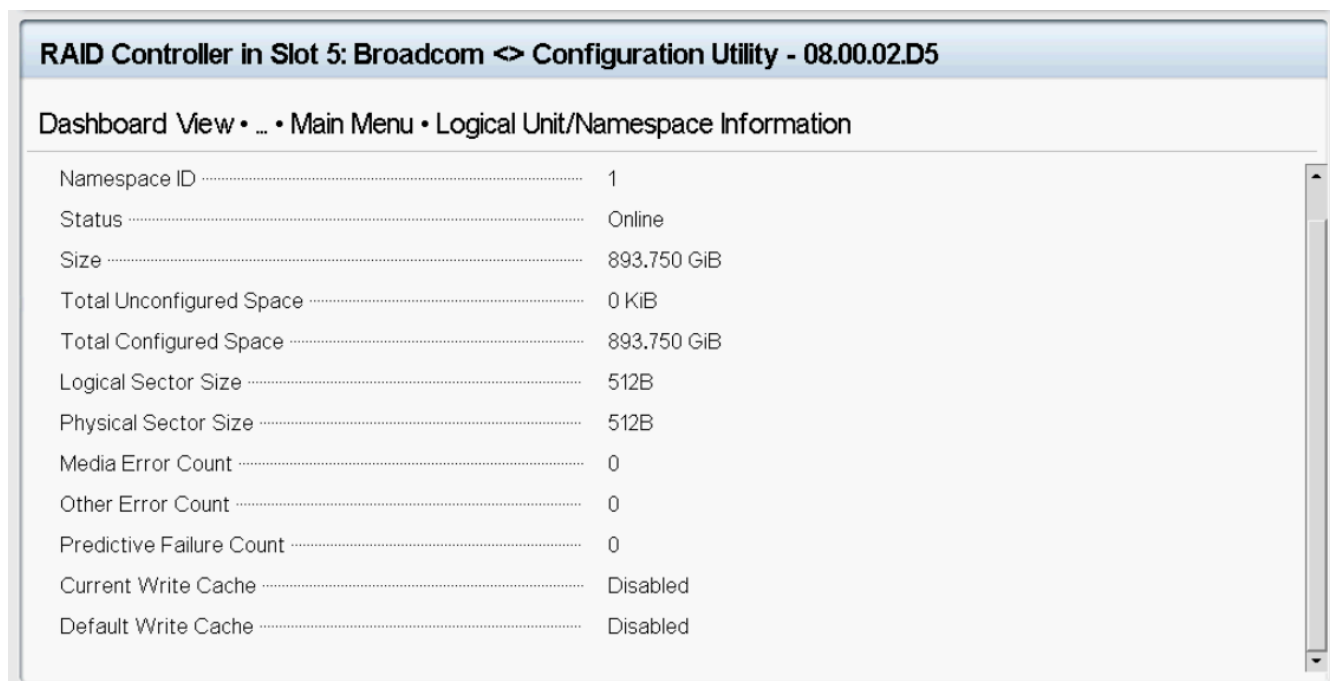 RAID Controller in Slot 5: Broadcom <> Configuration Utility - 08.00.02.D5
Dashboard View • ... • Main Menu • Logical Unit/Namespace Information
Namespace ID 1
Status Online
Size 893.750 GiB
Total Unconfigured Space 0 KiB
Total Configured Space 893.750 GiB
Logical Sector Size 512B
Physical Sector Size 512B
Media Error Count 0
Other Error Count 0
Predictive Failure Count 0
Current Write Cache Disabled
Default Write Cache Disabled